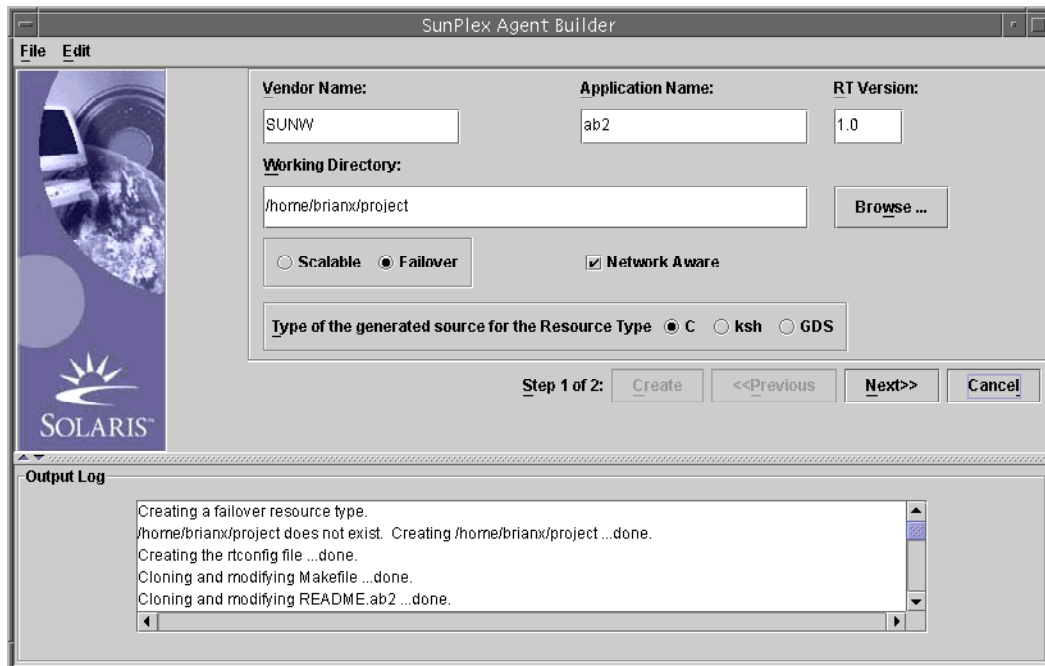 SunPlex Agent Builder
File Edit
Vendor Name: Application Name: RT Version:
SUNW ab2 1.0
Working Directory:
/home/brianx/project Browse ...
Scalable Failover Network Aware
Type of the generated source for the Resource Type C ksh GDS
Step 1 of 2: Create <<Previous Next>> Cancel
SOLARIS™
Output Log
Creating a failover resource type.
/home/brianx/project does not exist. Creating /home/brianx/project ...done.
Creating the rtconfig file ...done.
Cloning and modifying Makefile ...done.
Cloning and modifying README.ab2 ...done.